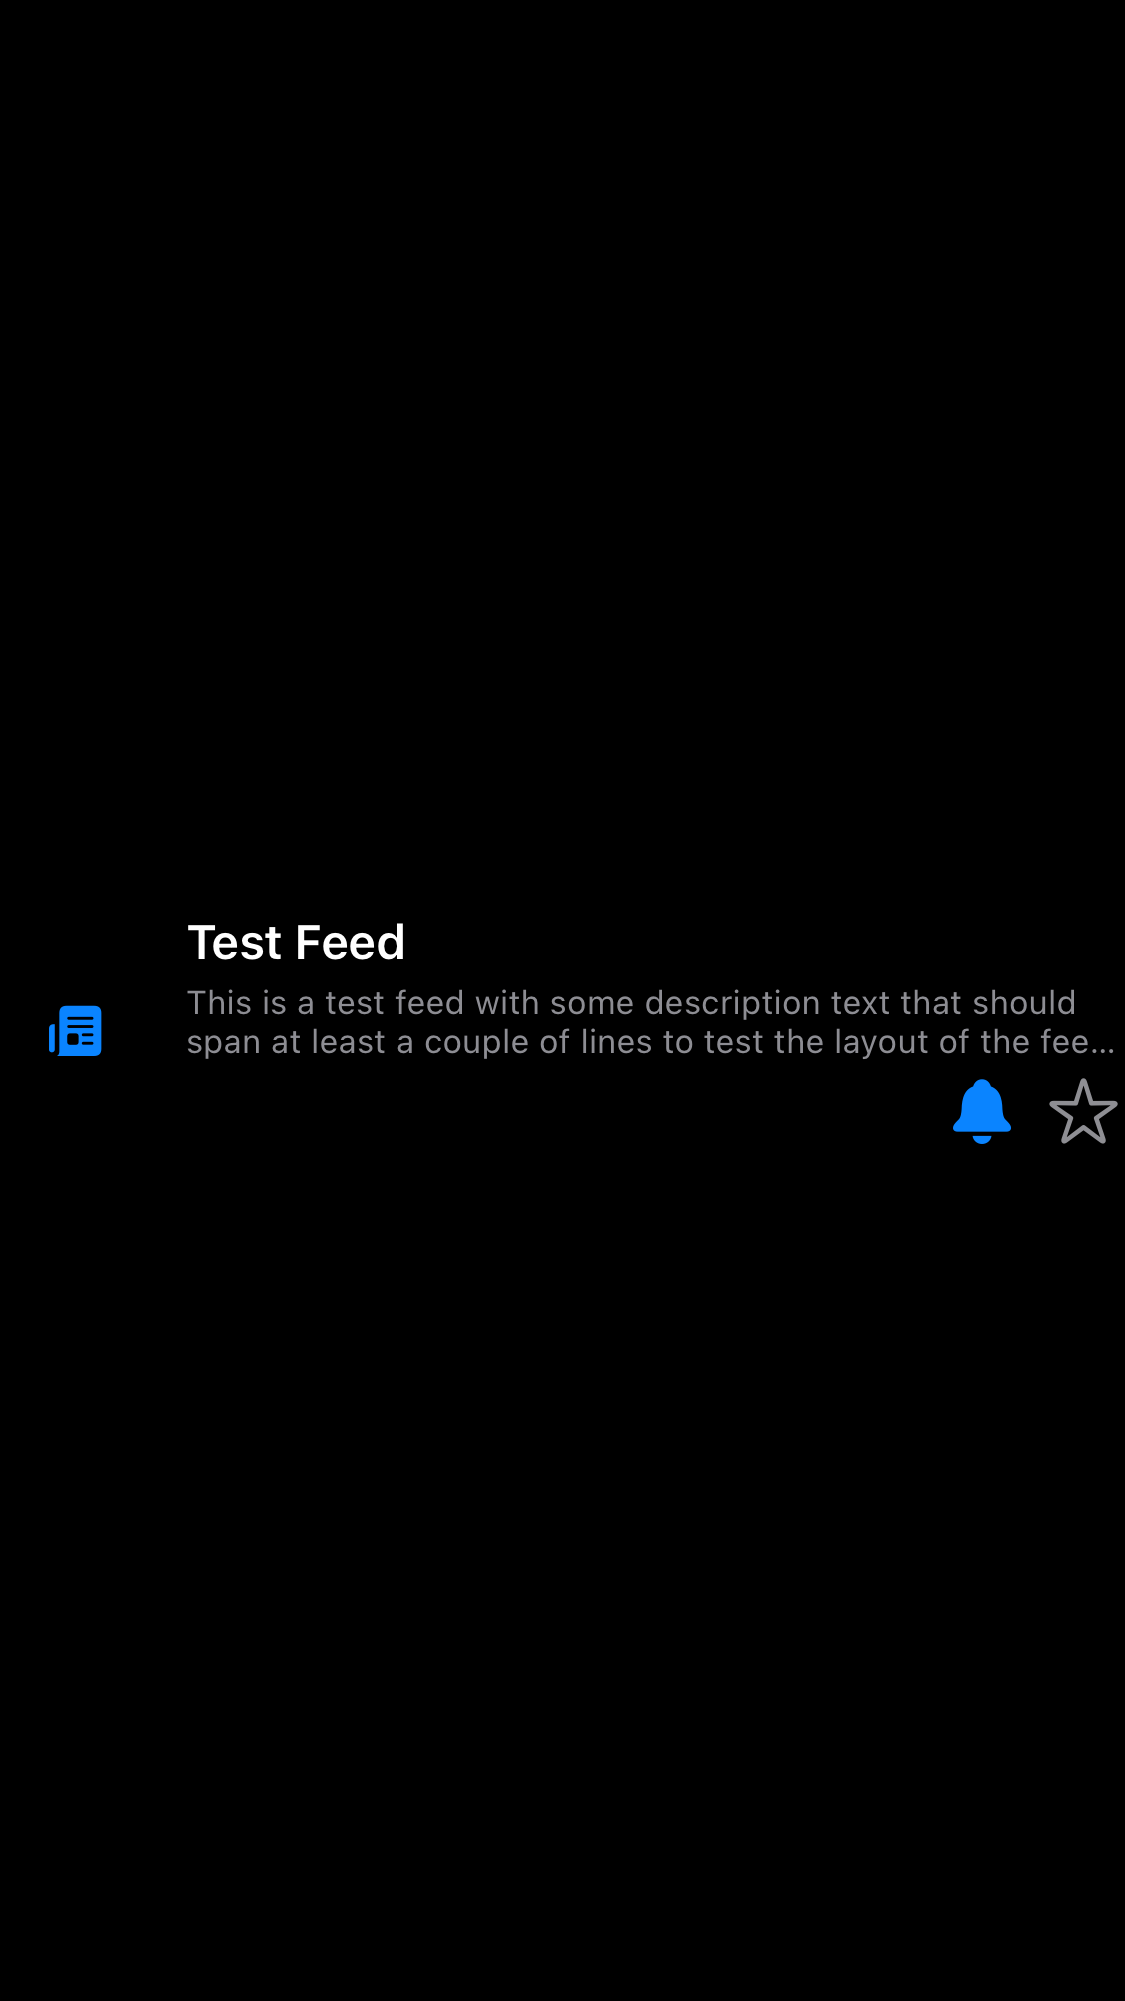 Test Feed
This is a test feed with some description text that should
span at least a couple of lines to test the layout of the fee...